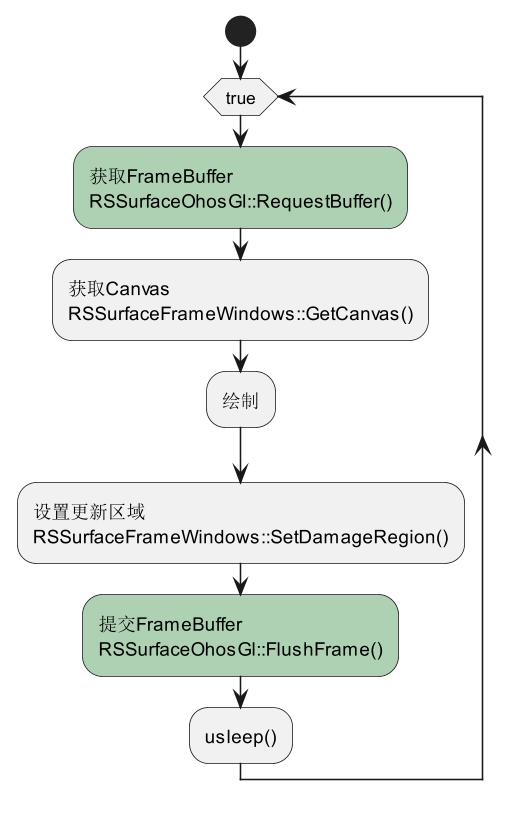 true
获取FrameBuffer
RSSurfaceOhosGl::RequestBuffer()
获取Canvas
RSSurfaceFrameWindows::GetCanvas()
绘制
设置更新区域
RSSurfaceFrameWindows::SetDamageRegion()
提交FrameBuffer
RSSurfaceOhosGl::FlushFrame()
usleep()